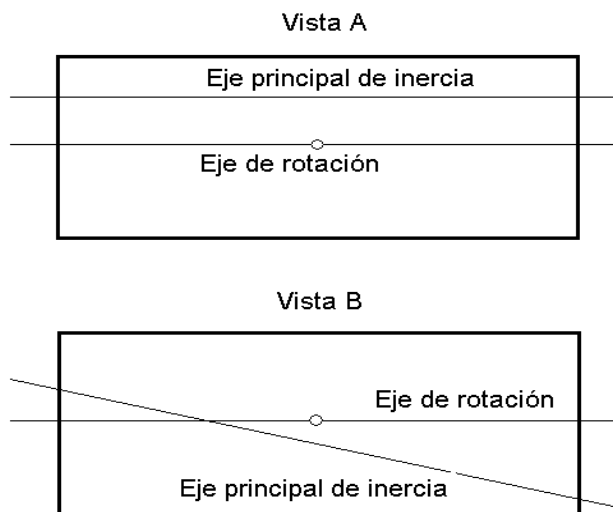 Vista A
Eje principal de inercia
Eje de rotación
Vista B
Eje de rotación
Eje principal de inercia